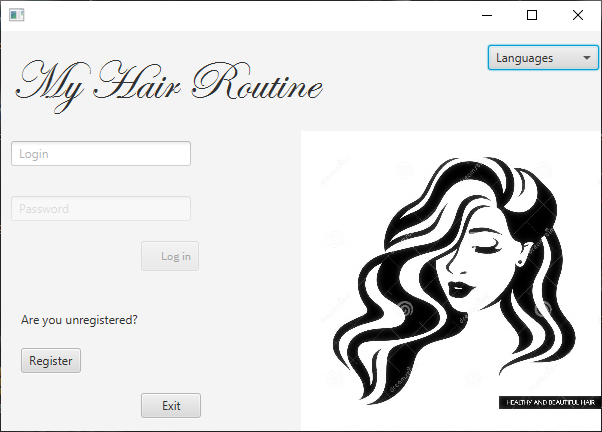 My Hair Routine
Languages
Login
Password
Log in
Are you unregistered?
Register
Exit
HEALTHY AND BEAUTIFUL HAIR